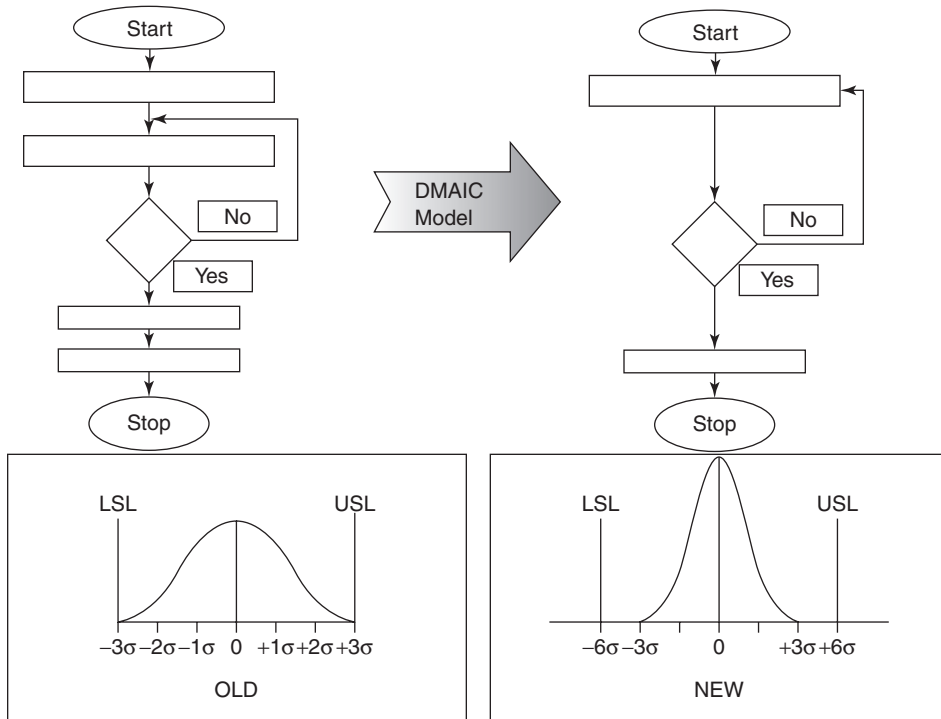 Start
No
Yes
Stop
DMAIC
Model
Start
No
Yes
Stop
LSL
USL
−3σ −2σ −1σ 0 +1σ +2σ +3σ
OLD
LSL
USL
−6σ −3σ 0 +3σ +6σ
NEW